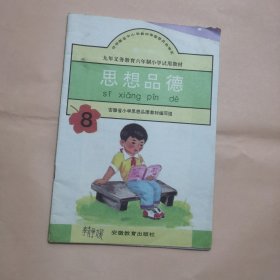 九年义务教育六年制小学试用教材
思想品德
sī xiǎng pǐn dé
安徽省小学思想品德教材编写组
8
安徽教育出版社